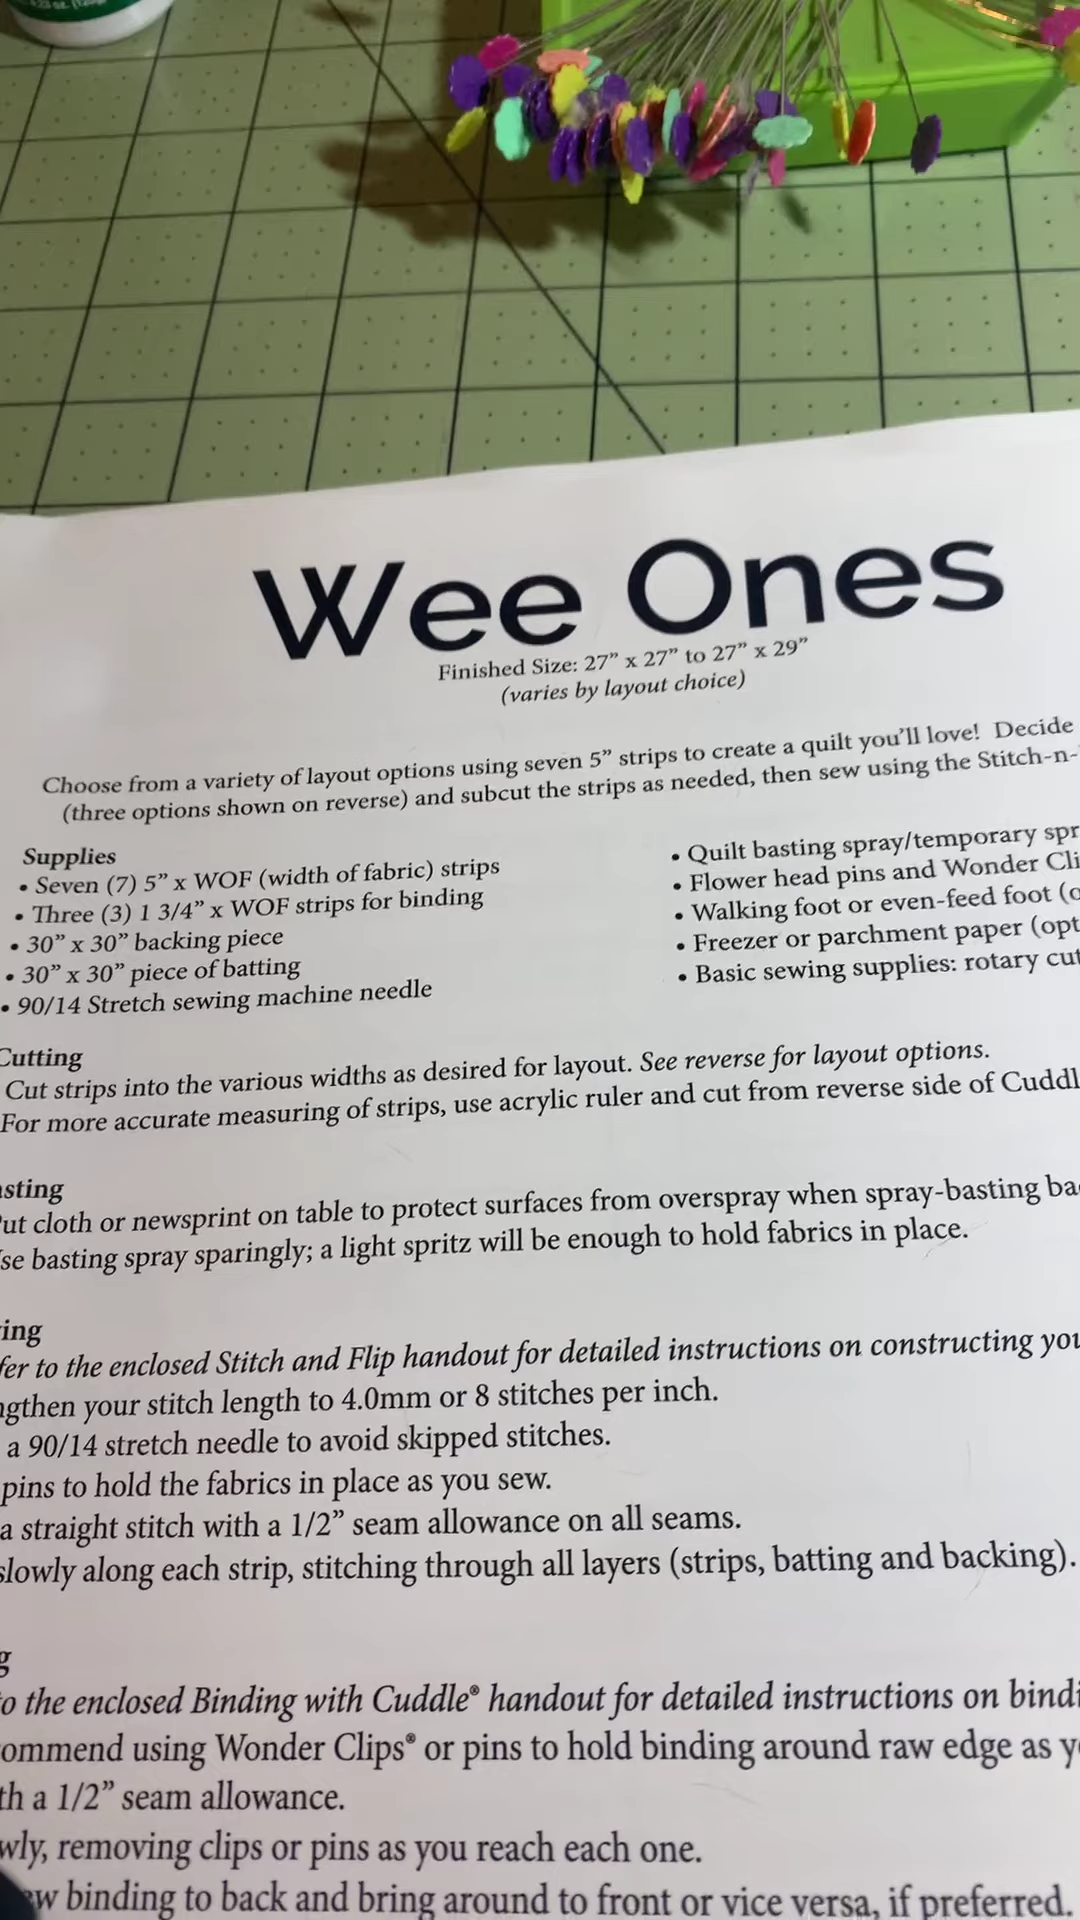 Wee Ones
Finished Size: 27” x 27” to 27” x 29”
(varies by layout choice)
Choose from a variety of layout options using seven 5” strips to create a quilt you’ll love! Decide
(three options shown on reverse) and subcut the strips as needed, then sew using the Stitch-n-
Supplies
• Seven (7) 5” x WOF (width of fabric) strips
• Three (3) 1 3/4” x WOF strips for binding
• 30” x 30” backing piece
• 30” x 30” piece of batting
• 90/14 Stretch sewing machine needle
• Quilt basting spray/temporary spr
• Flower head pins and Wonder Cli
• Walking foot or even-feed foot (o
• Freezer or parchment paper (opt
• Basic sewing supplies: rotary cut
Cutting
Cut strips into the various widths as desired for layout. See reverse for layout options.
For more accurate measuring of strips, use acrylic ruler and cut from reverse side of Cuddl
asting
ut cloth or newsprint on table to protect surfaces from overspray when spray-basting ba
se basting spray sparingly; a light spritz will be enough to hold fabrics in place.
ing
fer to the enclosed Stitch and Flip handout for detailed instructions on constructing you
ngthen your stitch length to 4.0mm or 8 stitches per inch.
a 90/14 stretch needle to avoid skipped stitches.
pins to hold the fabrics in place as you sew.
a straight stitch with a 1/2” seam allowance on all seams.
slowly along each strip, stitching through all layers (strips, batting and backing).
g
to the enclosed Binding with Cuddle® handout for detailed instructions on bindi
ommend using Wonder Clips® or pins to hold binding around raw edge as y
th a 1/2” seam allowance.
wly, removing clips or pins as you reach each one.
ew binding to back and bring around to front or vice versa, if preferred.